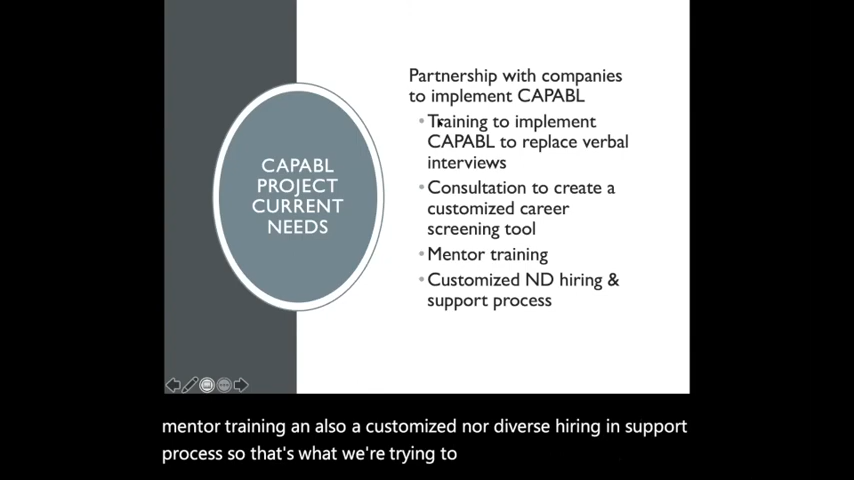 CAPABL
PROJECT
CURRENT
NEEDS
Partnership with companies
to implement CAPABL
• Training to implement
CAPABL to replace verbal
interviews
• Consultation to create a
customized career
screening tool
• Mentor training
• Customized ND hiring &
support process
mentor training an also a customized nor diverse hiring in support
process so that's what we're trying to